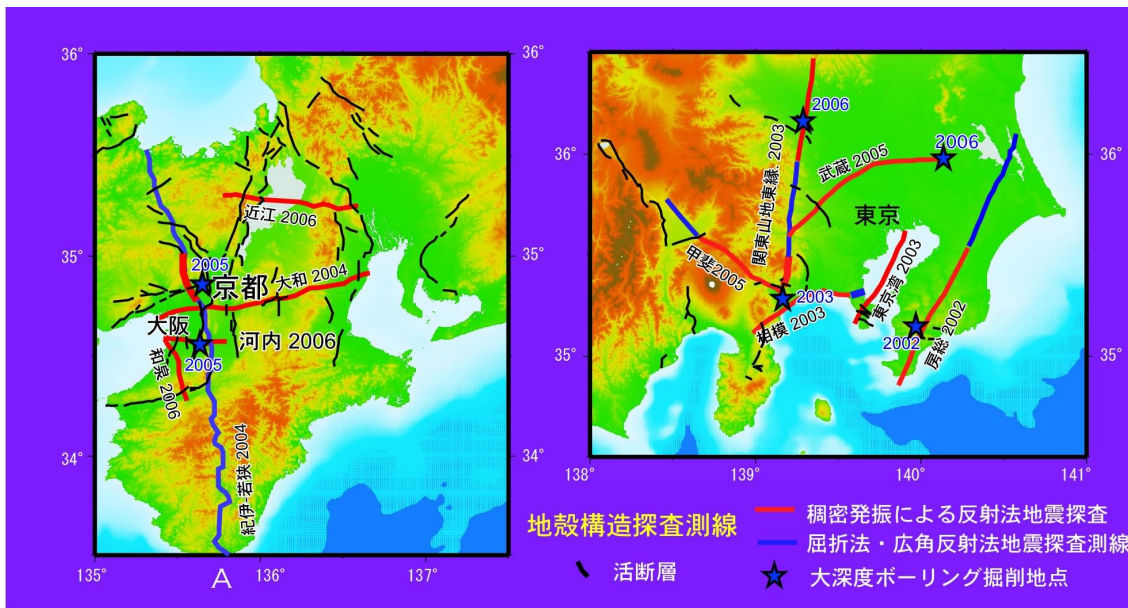 36°
35°
34°
135°
136°
137°
36°
35°
34°
近江 2006
2005
京都
大和 2004
大阪
河内 2006
2005
和泉 2006
紀伊-若狭 2004
A
2006
2006
関東山地東縁. 2003
武蔵 2005
東京
甲斐2005
2003
相模 2003
東京湾 2003
2002
房総 2002
36°
35°
138°
139°
140°
141°
地殻構造探査測線
稠密発振による反射法地震探査
屈折法・広角反射法地震探査測線
活断層
大深度ボーリング掘削地点